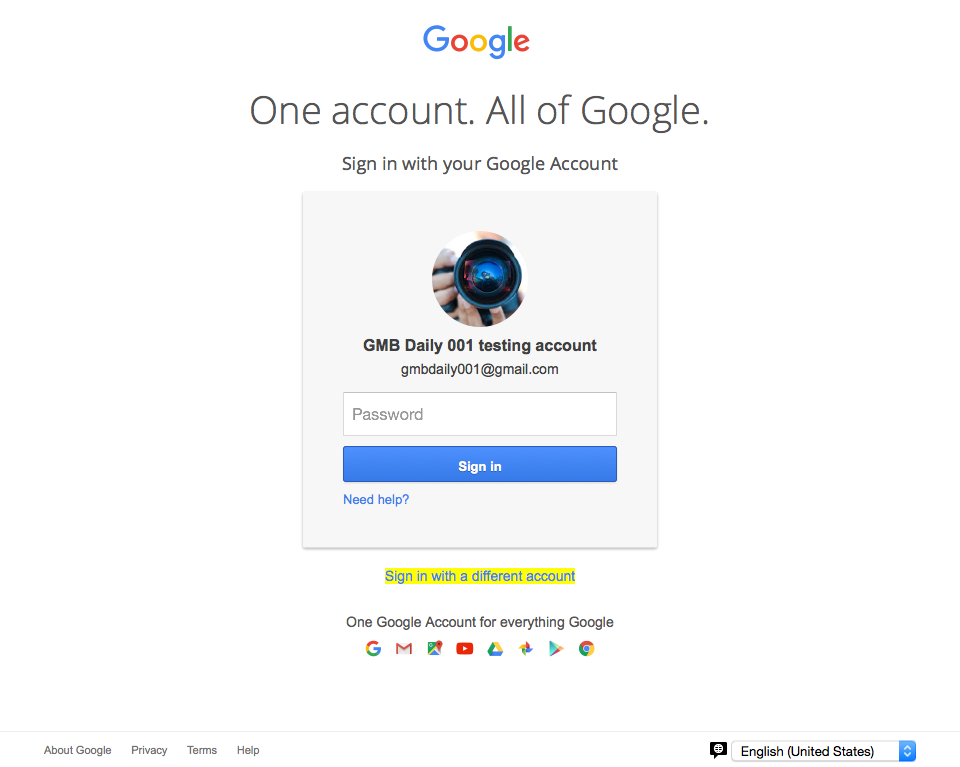 Google
One account. All of Google.
Sign in with your Google Account
GMB Daily 001 testing account
gmbdaily001@gmail.com
Password
Sign in
Need help?
Sign in with a different account
One Google Account for everything Google
About Google Privacy Terms Help English (United States)